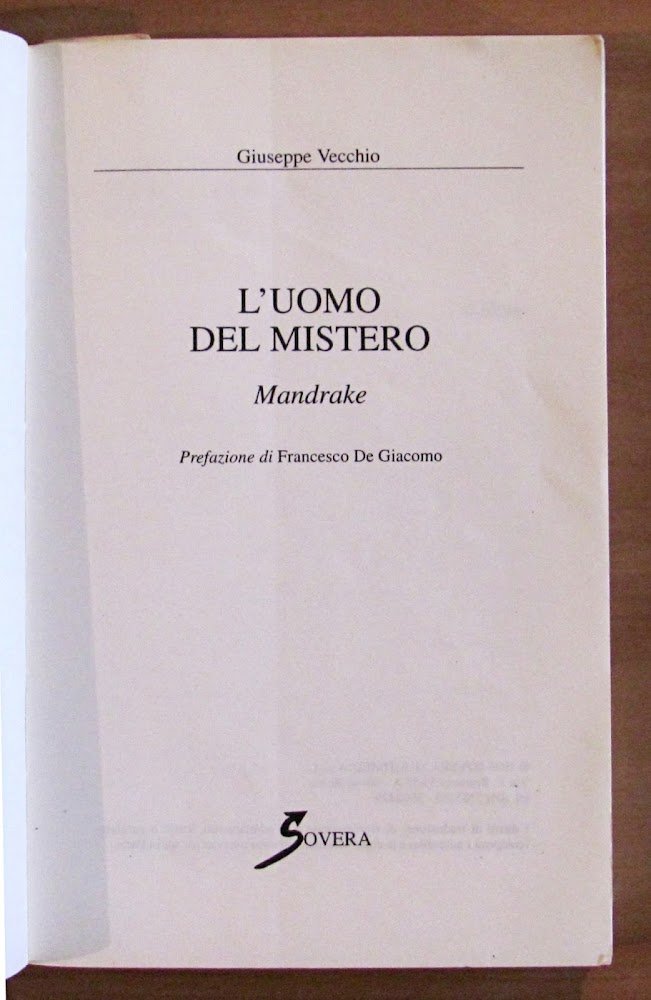 Giuseppe Vecchio
L'UOMO
DEL MISTERO
Mandrake
Prefazione di Francesco De Giacomo
SOVERA